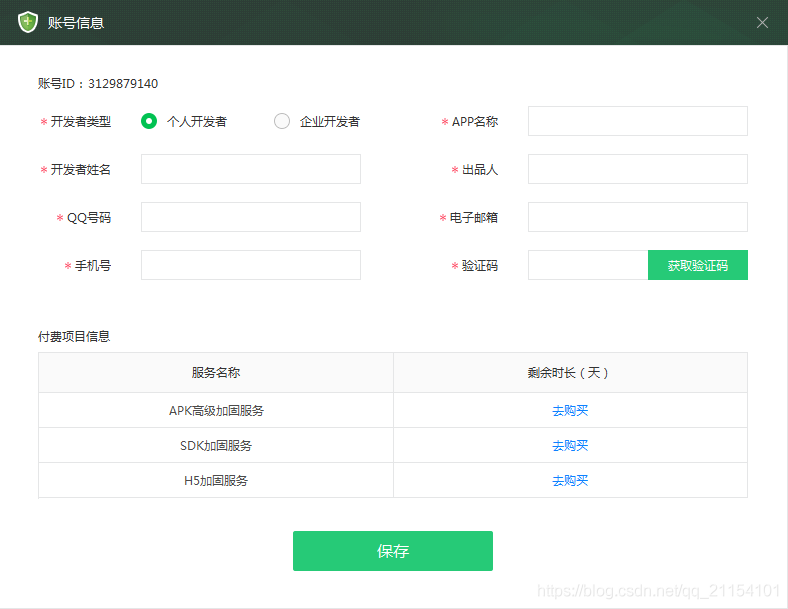 账号信息
账号ID：3129879140
* 开发者类型 个人开发者 企业开发者 * APP名称
* 开发者姓名 * 出品人
* QQ号码 * 电子邮箱
* 手机号 * 验证码 获取验证码
付费项目信息
服务名称 剩余时长（天）
APK高级加固服务 去购买
SDK加固服务 去购买
H5加固服务 去购买
保存
https://blog.csdn.net/qq_21154101